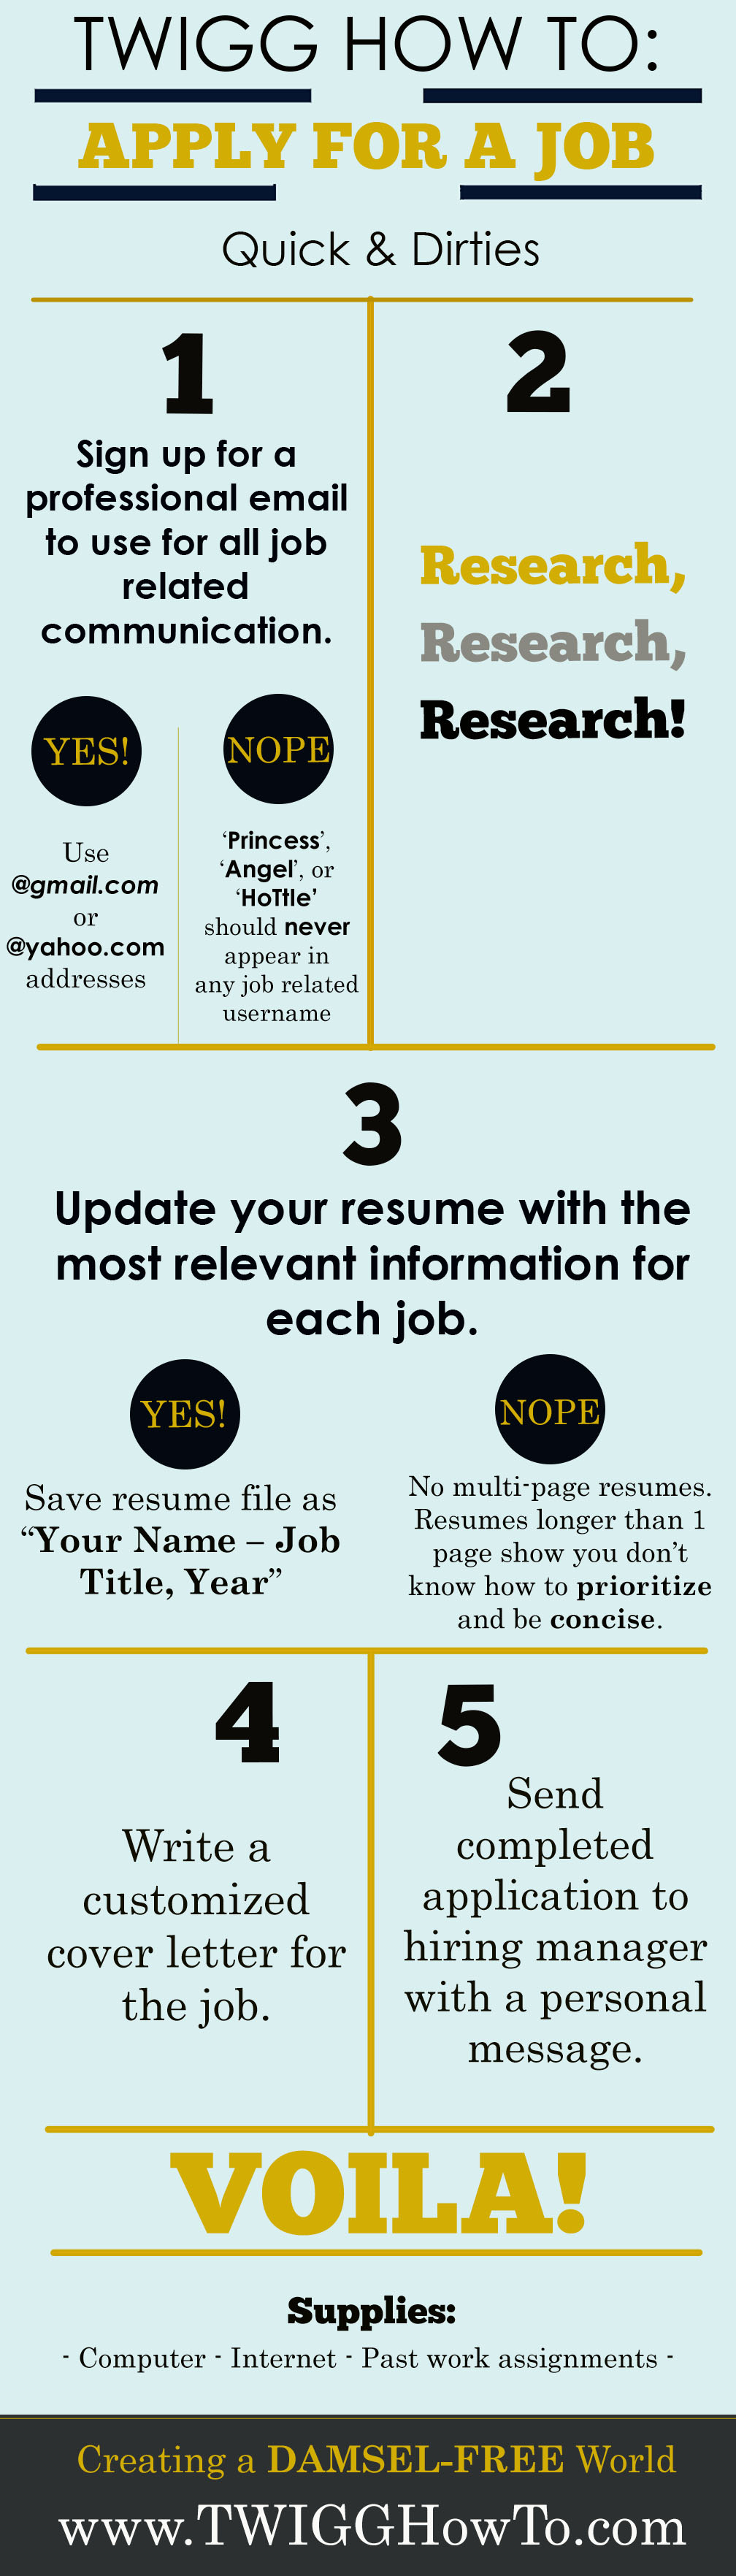 TWIGG HOW TO:
APPLY FOR A JOB
Quick & Dirties
1
Sign up for a
professional email
to use for all job
related
communication.
YES!
Use
@gmail.com
or
@yahoo.com
addresses
NOPE
‘Princess’,
‘Angel’, or
‘HoTtIe’
should never
appear in
any job related
username
2
Research,
Research,
Research!
3
Update your resume with the
most relevant information for
each job.
YES!
Save resume file as
“Your Name – Job
Title, Year”
NOPE
No multi-page resumes.
Resumes longer than 1
page show you don’t
know how to prioritize
and be concise.
4
Write a
customized
cover letter for
the job.
5
Send
completed
application to
hiring manager
with a personal
message.
VOILA!
Supplies:
- Computer - Internet - Past work assignments -
Creating a DAMSEL-FREE World
www.TWIGGHowTo.com